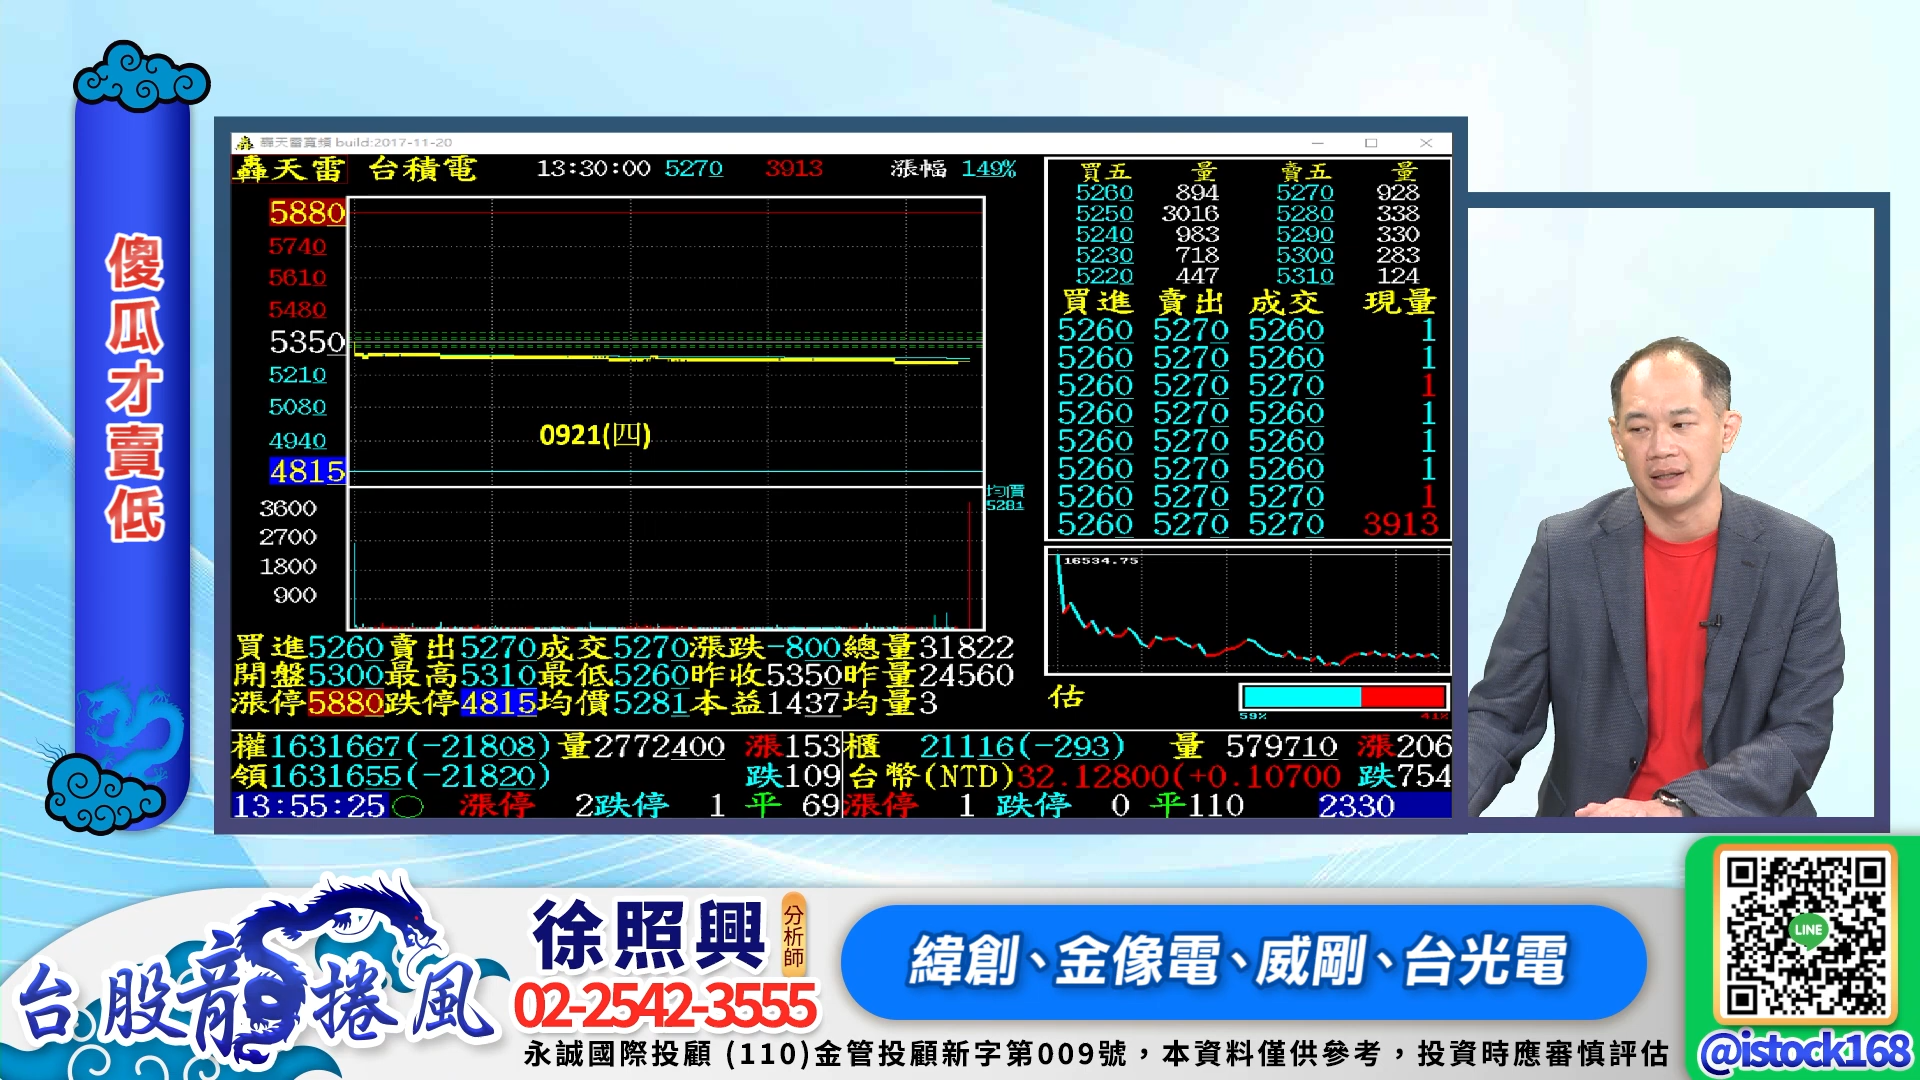 傻瓜才賣低
轟天雷寬頻 build:2017-11-20
轟天雷 台積電 13:30:00 5270 3913 漲幅 149%
5880
5740
5610
5480
5350
5210
5080
4940
4815
0921(四)
均價
5281
3600
2700
1800
900
買五 量 賣五 量
5260 894 5270 928
5250 3016 5280 338
5240 983 5290 330
5230 718 5300 283
5220 447 5310 124
買進 賣出 成交 現量
5260 5270 5260 1
5260 5270 5260 1
5260 5270 5270 1
5260 5270 5260 1
5260 5270 5260 1
5260 5270 5260 1
5260 5270 5270 1
5260 5270 5270 3913
16534.75
估
59% 41%
買進5260賣出5270成交5270漲跌-800總量31822
開盤5300最高5310最低5260昨收5350昨量24560
漲停5880跌停4815均價5281本益1437均量3
權1631667(-21808)量2772400 漲153櫃 21116(-293) 量 579710 漲206
領1631655(-21820) 跌109台幣(NTD)32.12800(+0.10700 跌754
13:55:25 漲停 2跌停 1 平 69漲停 1 跌停 0 平110 2330
台股龍捲風
徐照興
分析師
02-2542-3555
緯創、金像電、威剛、台光電
永誠國際投顧 (110)金管投顧新字第009號，本資料僅供參考，投資時應審慎評估
LINE
@istock168